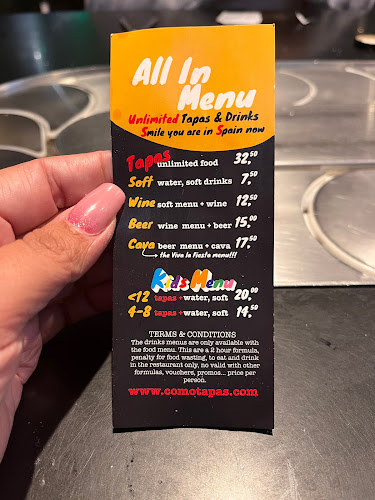 All In
Menu
Unlimited Tapas & Drinks
Smile you are in Spain now
Tapas unlimited food 32,50
Soft water, soft drinks 7,50
Wine soft menu + wine 12,50
Beer wine menu + beer 15,00
Cava beer menu + cava 17,50
the Viva la Fiesta menu!!!
Kids Menu
<12 tapas + water, soft 20,00
4-8 tapas + water, soft 14,50
TERMS & CONDITIONS
The drinks menus are only available with
the food menu. This are a 2 hour formula,
penalty for food wasting, to eat and drink
in the restaurant only, no valid with other
formulas, vouchers, promos... price per
person.
www.comotapas.com